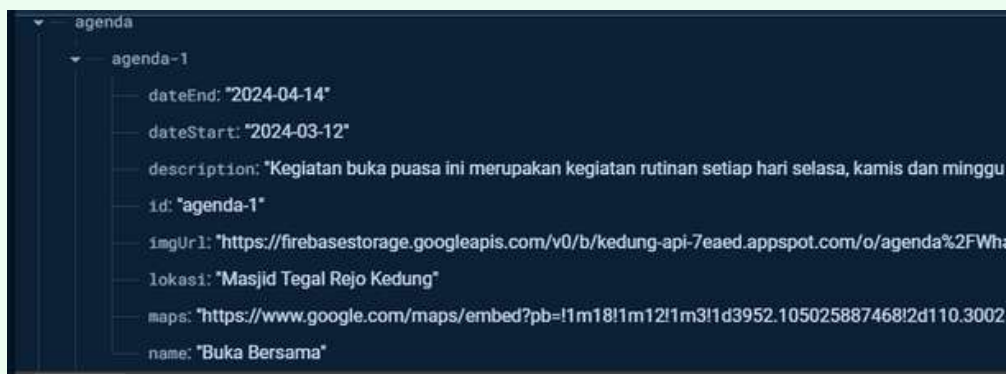 agenda
agenda-1
dateEnd: "2024-04-14"
dateStart: "2024-03-12"
description: "Kegiatan buka puasa ini merupakan kegiatan rutinan setiap hari selasa, kamis dan minggu
id: "agenda-1"
imgUrl: "https://firebasestorage.googleapis.com/v0/b/kedung-api-7eaed.appspot.com/o/agenda%2FWha
lokasi: "Masjid Tegal Rejo Kedung"
maps: "https://www.google.com/maps/embed?pb=!1m18!1m12!1m3!1d3952.105025887468!2d110.3002
name: "Buka Bersama"